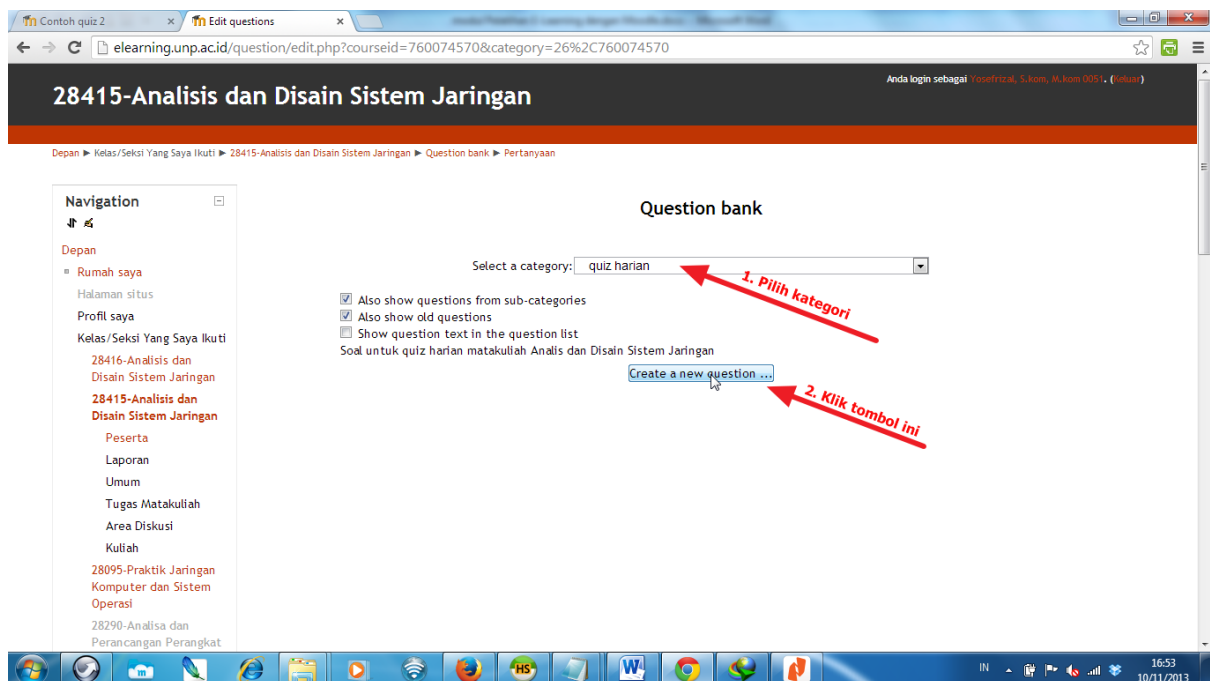 Contoh quiz 2
Edit questions
elearning.unp.ac.id/question/edit.php?courseid=760074570&category=26%2C760074570
Anda login sebagai Yosefrizal, S.kom, M.kom 0051. (Keluar)
28415-Analisis dan Disain Sistem Jaringan
Depan ► Kelas/Seksi Yang Saya Ikuti ► 28415-Analisis dan Disain Sistem Jaringan ► Question bank ► Pertanyaan
Navigation
Depan
Rumah saya
Halaman situs
Profil saya
Kelas/Seksi Yang Saya Ikuti
28416-Analisis dan
Disain Sistem Jaringan
28415-Analisis dan
Disain Sistem Jaringan
Peserta
Laporan
Umum
Tugas Matakuliah
Area Diskusi
Kuliah
28095-Praktik Jaringan
Komputer dan Sistem
Operasi
28290-Analisa dan
Perancangan Perangkat
Question bank
Select a category: quiz harian
1. Pilih kategori
Also show questions from sub-categories
Also show old questions
Show question text in the question list
Soal untuk quiz harian matakuliah Analis dan Disain Sistem Jaringan
Create a new question ...
2. Klik tombol ini
HS
W
IN
16:53
10/11/2013